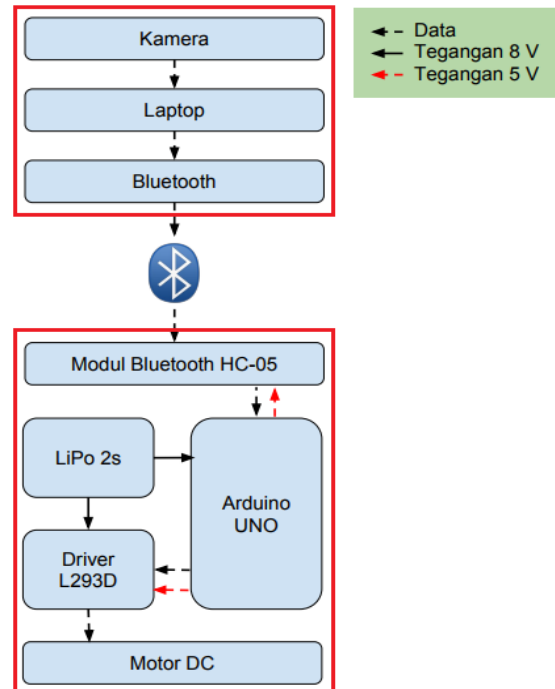 Kamera
Laptop
Bluetooth
Data
Tegangan 8 V
Tegangan 5 V
Modul Bluetooth HC-05
LiPo 2s
Arduino
UNO
Driver
L293D
Motor DC